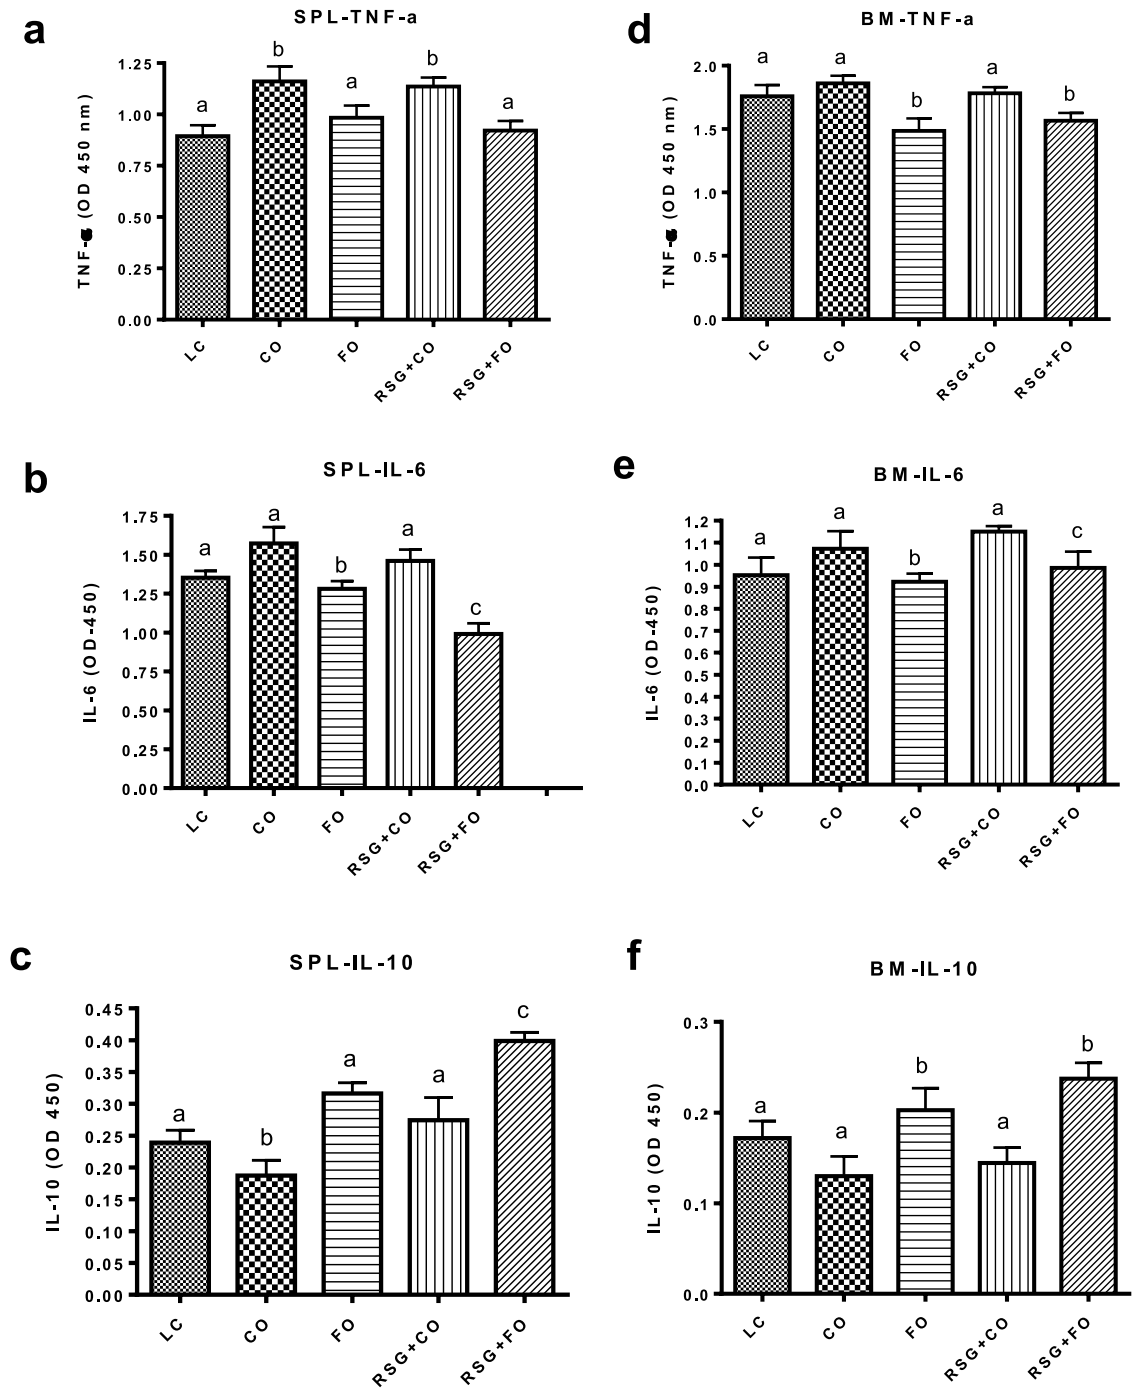 a
SPL-TNF-a
TNF-α (OD 450 nm)
1.25
1.00
0.75
0.50
0.25
0.00
a
b
a
b
a
LC
CO
FO
RSG+CO
RSG+FO
d
BM-TNF-a
TNF-α (OD 450 nm)
2.0
1.5
1.0
0.5
0.0
a
a
b
a
b
LC
CO
FO
RSG+CO
RSG+FO
b
SPL-IL-6
IL-6 (OD-450)
1.75
1.50
1.25
1.00
0.75
0.50
0.25
0.00
a
a
b
a
c
LC
CO
FO
RSG+CO
RSG+FO
e
BM-IL-6
IL-6 (OD-450)
1.2
1.1
1.0
0.9
0.8
0.7
0.6
0.5
0.4
0.3
0.2
0.1
0.0
a
a
b
a
c
LC
CO
FO
RSG+CO
RSG+FO
c
SPL-IL-10
IL-10 (OD 450)
0.45
0.40
0.35
0.30
0.25
0.20
0.15
0.10
0.05
0.00
a
b
a
a
c
LC
CO
FO
RSG+CO
RSG+FO
f
BM-IL-10
IL-10 (OD 450)
0.3
0.2
0.1
0.0
a
a
b
a
b
LC
CO
FO
RSG+CO
RSG+FO